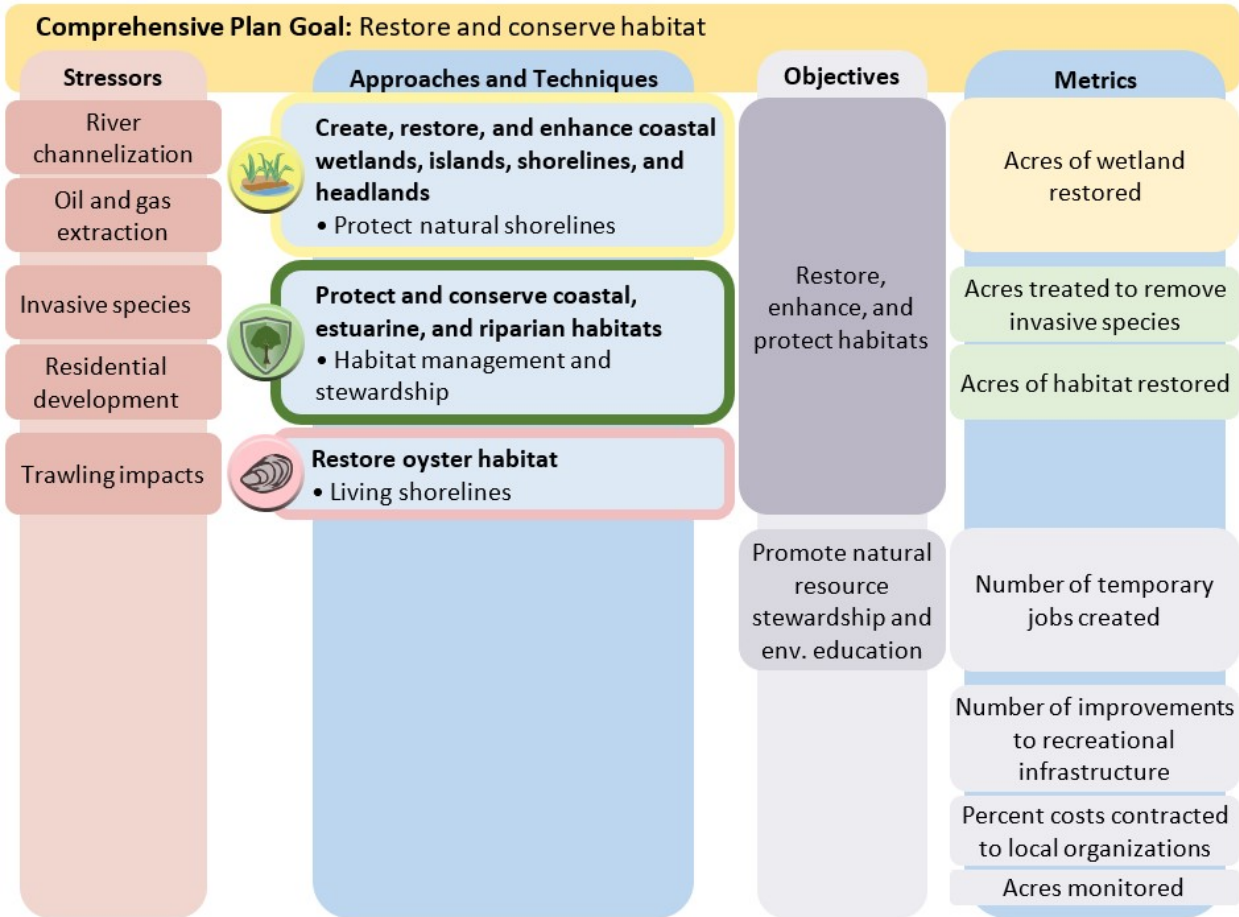 Comprehensive Plan Goal: Restore and conserve habitat
Stressors
River
channelization
Oil and gas
extraction
Invasive species
Residential
development
Trawling impacts
Approaches and Techniques
Create, restore, and enhance coastal
wetlands, islands, shorelines, and
headlands
• Protect natural shorelines
Protect and conserve coastal,
estuarine, and riparian habitats
• Habitat management and
stewardship
Restore oyster habitat
• Living shorelines
Objectives
Restore,
enhance, and
protect habitats
Promote natural
resource
stewardship and
env. education
Metrics
Acres of wetland
restored
Acres treated to remove
invasive species
Acres of habitat restored
Number of temporary
jobs created
Number of improvements
to recreational
infrastructure
Percent costs contracted
to local organizations
Acres monitored